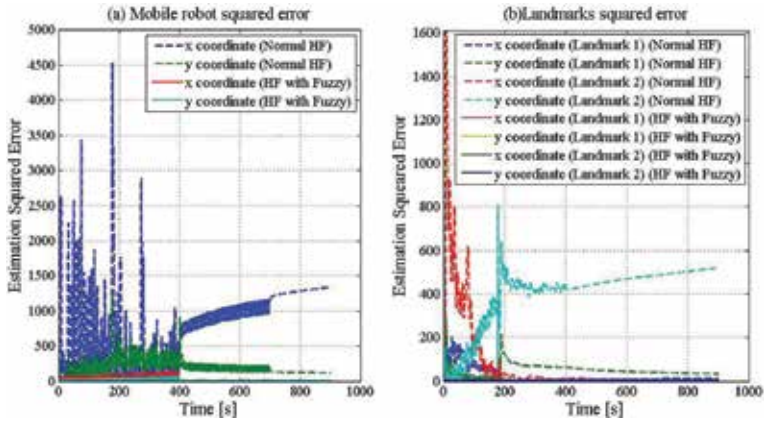 (a) Mobile robot squared error
5000
4500
4000
3500
3000
2500
2000
1500
1000
500
0
0 200 400 600 800 1000
Time [s]
Estimation Squared Error
x coordinate (Normal HF)
y coordinate (Normal HF)
x coordinate (HF with Fuzzy)
y coordinate (HF with Fuzzy)
(b)Landmarks squared error
1600
1400
1200
1000
800
600
400
200
0
0 200 400 600 800 1000
Time [s]
Estimation Squeared Error
x coordinate (Landmark 1) (Normal HF)
y coordinate (Landmark 1) (Normal HF)
x coordinate (Landmark 2) (Normal HF)
y coordinate (Landmark 2) (Normal HF)
x coordinate (Landmark 1) (HF with Fuzzy)
y coordinate (Landmark 1) (HF with Fuzzy)
x coordinate (Landmark 2) (HF with Fuzzy)
y coordinate (Landmark 2) (HF with Fuzzy)